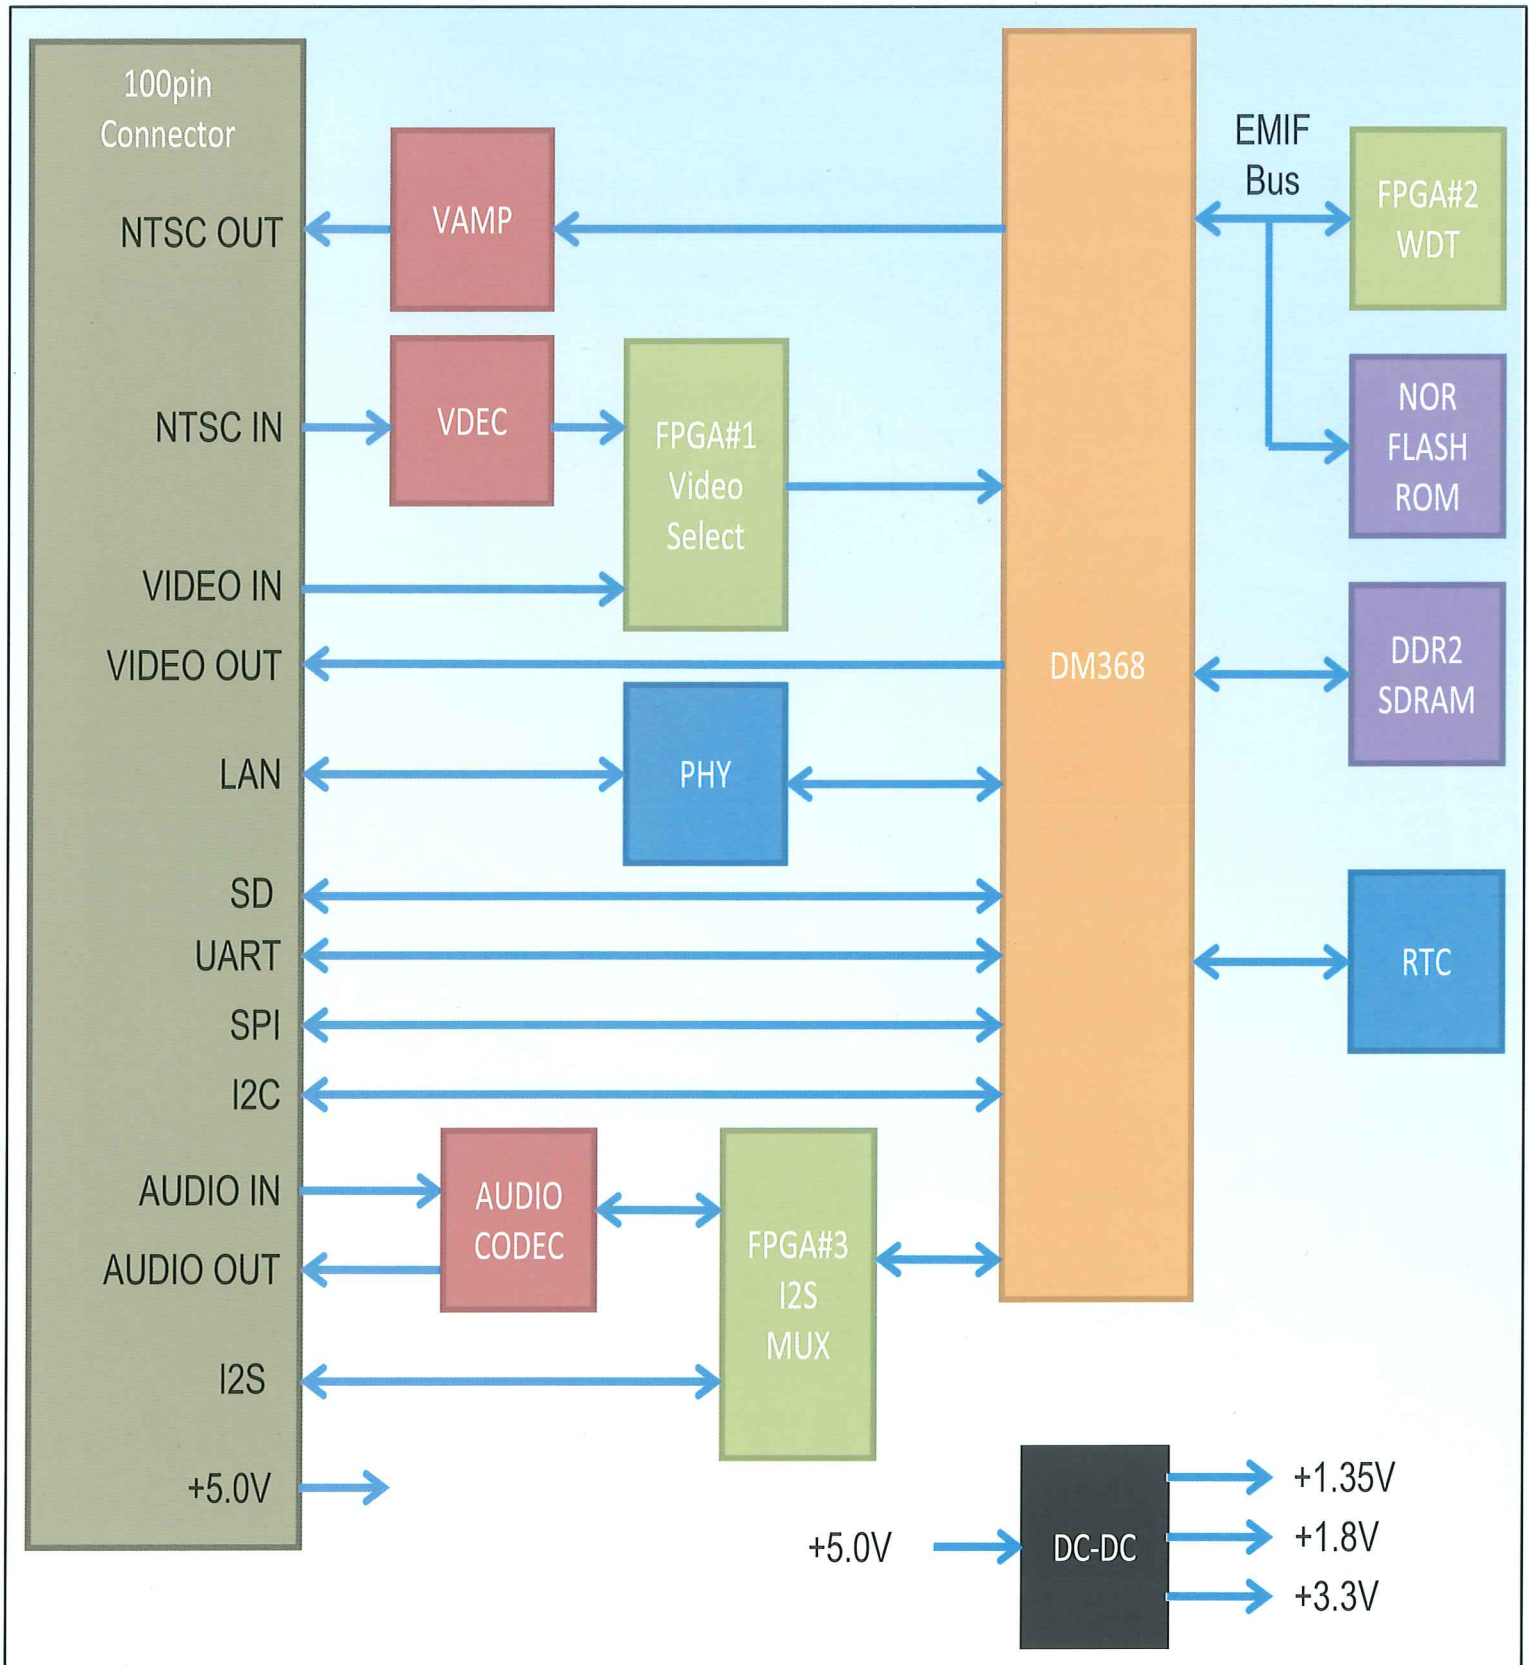 100pin
Connector
NTSC OUT
NTSC IN
VIDEO IN
VIDEO OUT
LAN
SD
UART
SPI
I2C
AUDIO IN
AUDIO OUT
I2S
+5.0V
VAMP
VDEC
FPGA#1
Video
Select
PHY
AUDIO
CODEC
FPGA#3
I2S
MUX
DM368
EMIF
Bus
FPGA#2
WDT
NOR
FLASH
ROM
DDR2
SDRAM
RTC
+5.0V
DC-DC
+1.35V
+1.8V
+3.3V